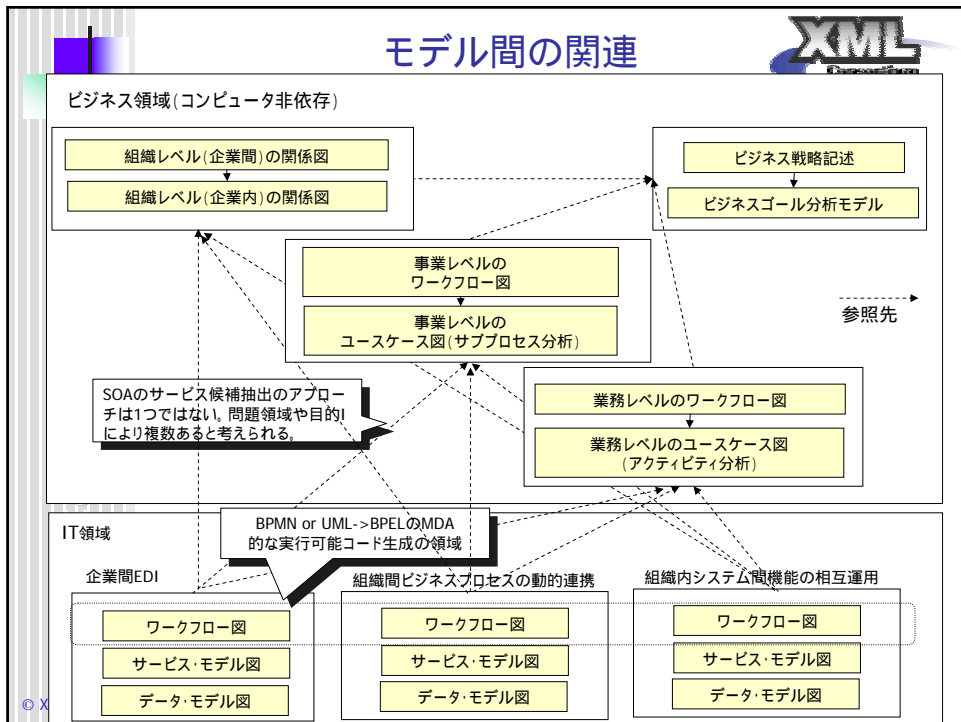 モデル間の関連
XML
ビジネス領域(コンピュータ非依存)
組織レベル(企業間)の関係図
組織レベル(企業内)の関係図
ビジネス戦略記述
ビジネスゴール分析モデル
事業レベルの
ワークフロー図
事業レベルの
ユースケース図(サブプロセス分析)
参照先
SOAのサービス候補抽出のアプロー
チは1つではない。問題領域や目的l
により複数あると考えられる。
業務レベルのワークフロー図
業務レベルのユースケース図
(アクティビティ分析)
IT領域
BPMN or UML->BPELのMDA
的な実行可能コード生成の領域
企業間EDI
組織間ビジネスプロセスの動的連携
組織内システム間機能の相互運用
ワークフロー図
サービス・モデル図
データ・モデル図
ワークフロー図
サービス・モデル図
データ・モデル図
ワークフロー図
サービス・モデル図
データ・モデル図
© X